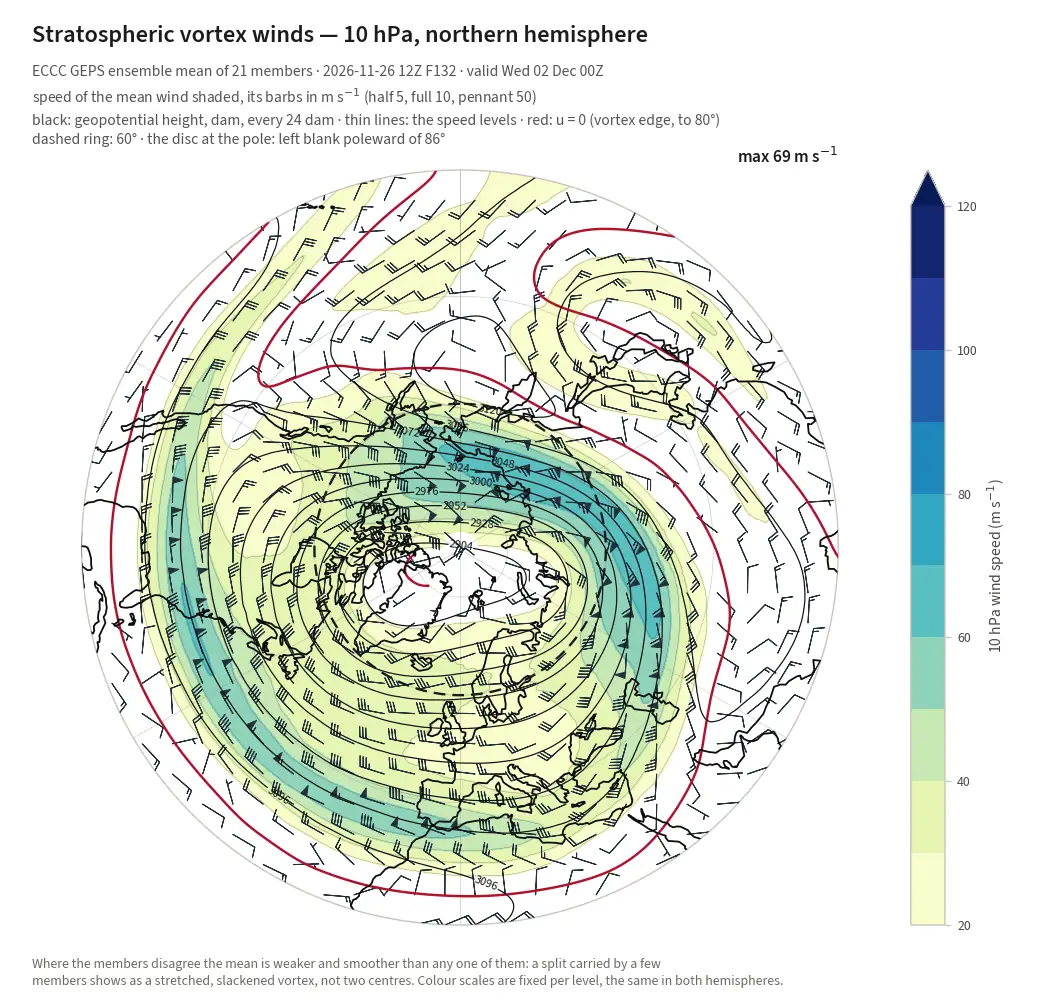 Stratospheric vortex winds — 10 hPa, northern hemisphere
ECCC GEPS ensemble mean of 21 members · 2026-11-26 12Z F132 · valid Wed 02 Dec 00Z
speed of the mean wind shaded, its barbs in m s⁻¹ (half 5, full 10, pennant 50)
black: geopotential height, dam, every 24 dam · thin lines: the speed levels · red: u = 0 (vortex edge, to 80°)
dashed ring: 60° · the disc at the pole: left blank poleward of 86°
max 69 m s⁻¹
120
100
80
60
40
20
10 hPa wind speed (m s⁻¹)
3048
3024
3000
2976
2952
2928
2904
3096
3096
Where the members disagree the mean is weaker and smoother than any one of them: a split carried by a few
members shows as a stretched, slackened vortex, not two centres. Colour scales are fixed per level, the same in both hemispheres.